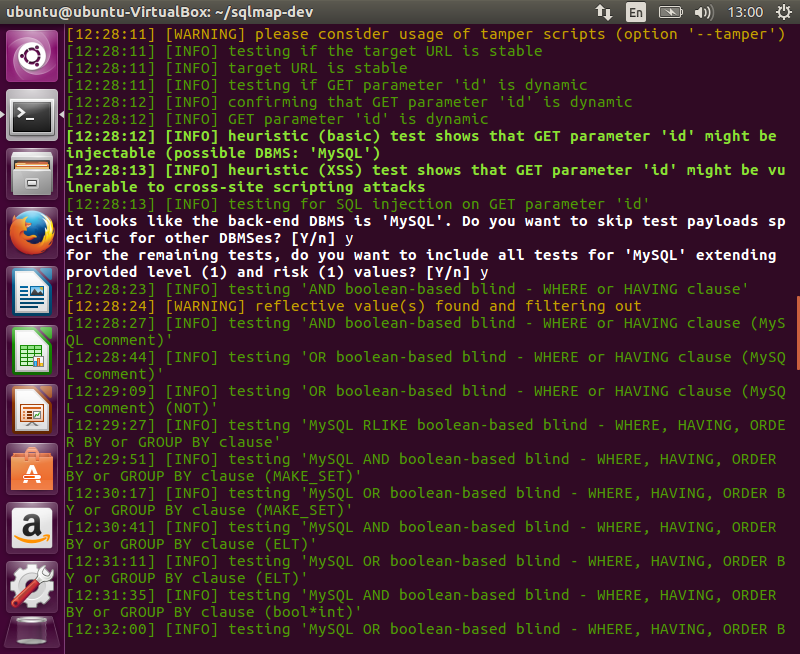 ubuntu@ubuntu-VirtualBox: ~/sqlmap-dev En 13:00
[12:28:11] [WARNING] please consider usage of tamper scripts (option '--tamper')
[12:28:11] [INFO] testing if the target URL is stable
[12:28:11] [INFO] target URL is stable
[12:28:11] [INFO] testing if GET parameter 'id' is dynamic
[12:28:12] [INFO] confirming that GET parameter 'id' is dynamic
[12:28:12] [INFO] GET parameter 'id' is dynamic
[12:28:12] [INFO] heuristic (basic) test shows that GET parameter 'id' might be
injectable (possible DBMS: 'MySQL')
[12:28:13] [INFO] heuristic (XSS) test shows that GET parameter 'id' might be vu
lnerable to cross-site scripting attacks
[12:28:13] [INFO] testing for SQL injection on GET parameter 'id'
it looks like the back-end DBMS is 'MySQL'. Do you want to skip test payloads sp
ecific for other DBMSes? [Y/n] y
for the remaining tests, do you want to include all tests for 'MySQL' extending
provided level (1) and risk (1) values? [Y/n] y
[12:28:23] [INFO] testing 'AND boolean-based blind - WHERE or HAVING clause'
[12:28:24] [WARNING] reflective value(s) found and filtering out
[12:28:27] [INFO] testing 'AND boolean-based blind - WHERE or HAVING clause (MyS
QL comment)'
[12:28:44] [INFO] testing 'OR boolean-based blind - WHERE or HAVING clause (MySQ
L comment)'
[12:29:09] [INFO] testing 'OR boolean-based blind - WHERE or HAVING clause (MySQ
L comment) (NOT)'
[12:29:27] [INFO] testing 'MySQL RLIKE boolean-based blind - WHERE, HAVING, ORDE
R BY or GROUP BY clause'
[12:29:51] [INFO] testing 'MySQL AND boolean-based blind - WHERE, HAVING, ORDER
BY or GROUP BY clause (MAKE_SET)'
[12:30:17] [INFO] testing 'MySQL OR boolean-based blind - WHERE, HAVING, ORDER B
Y or GROUP BY clause (MAKE_SET)'
[12:30:41] [INFO] testing 'MySQL AND boolean-based blind - WHERE, HAVING, ORDER
BY or GROUP BY clause (ELT)'
[12:31:11] [INFO] testing 'MySQL OR boolean-based blind - WHERE, HAVING, ORDER B
Y or GROUP BY clause (ELT)'
[12:31:35] [INFO] testing 'MySQL AND boolean-based blind - WHERE, HAVING, ORDER
BY or GROUP BY clause (bool*int)'
[12:32:00] [INFO] testing 'MySQL OR boolean-based blind - WHERE, HAVING, ORDER B